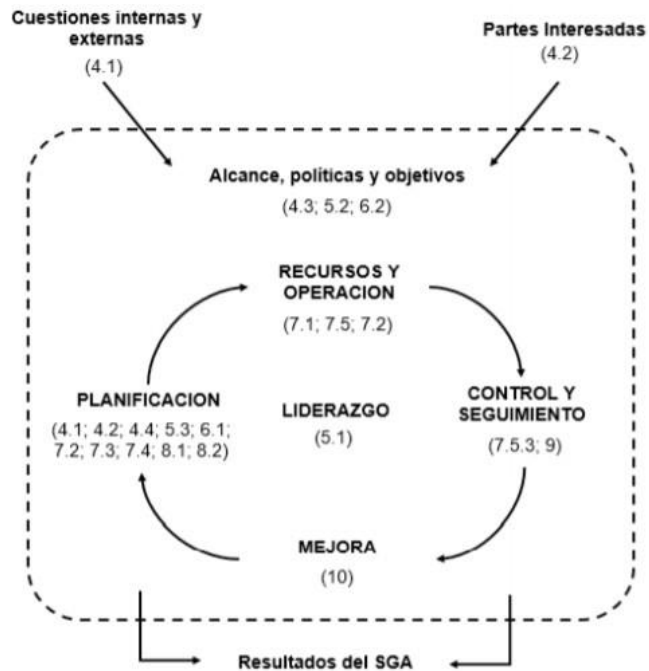 Cuestiones internas y
externas
(4.1)
Partes Interesadas
(4.2)
Alcance, políticas y objetivos
(4.3; 5.2; 6.2)
RECURSOS Y
OPERACION
(7.1; 7.5; 7.2)
PLANIFICACION
(4.1; 4.2; 4.4; 5.3; 6.1;
7.2; 7.3; 7.4; 8.1; 8.2)
LIDERAZGO
(5.1)
CONTROL Y
SEGUIMIENTO
(7.5.3; 9)
MEJORA
(10)
Resultados del SGA